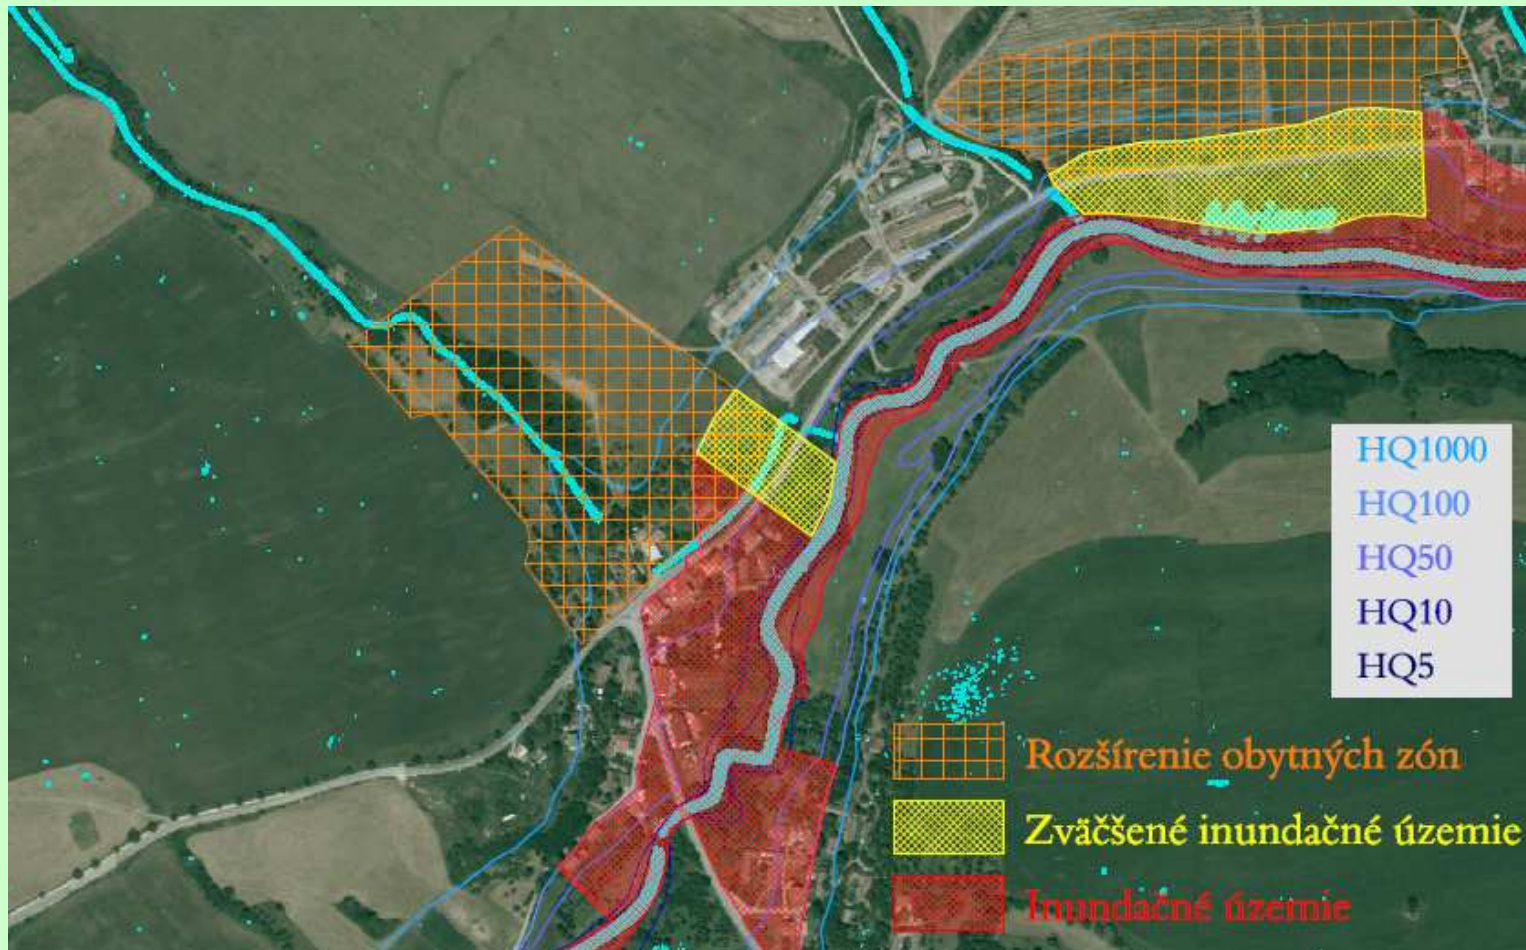 HQ1000
HQ100
HQ50
HQ10
HQ5
Rozšírenie obytných zón
Zväčšené inundačné územie
Inundačné územie